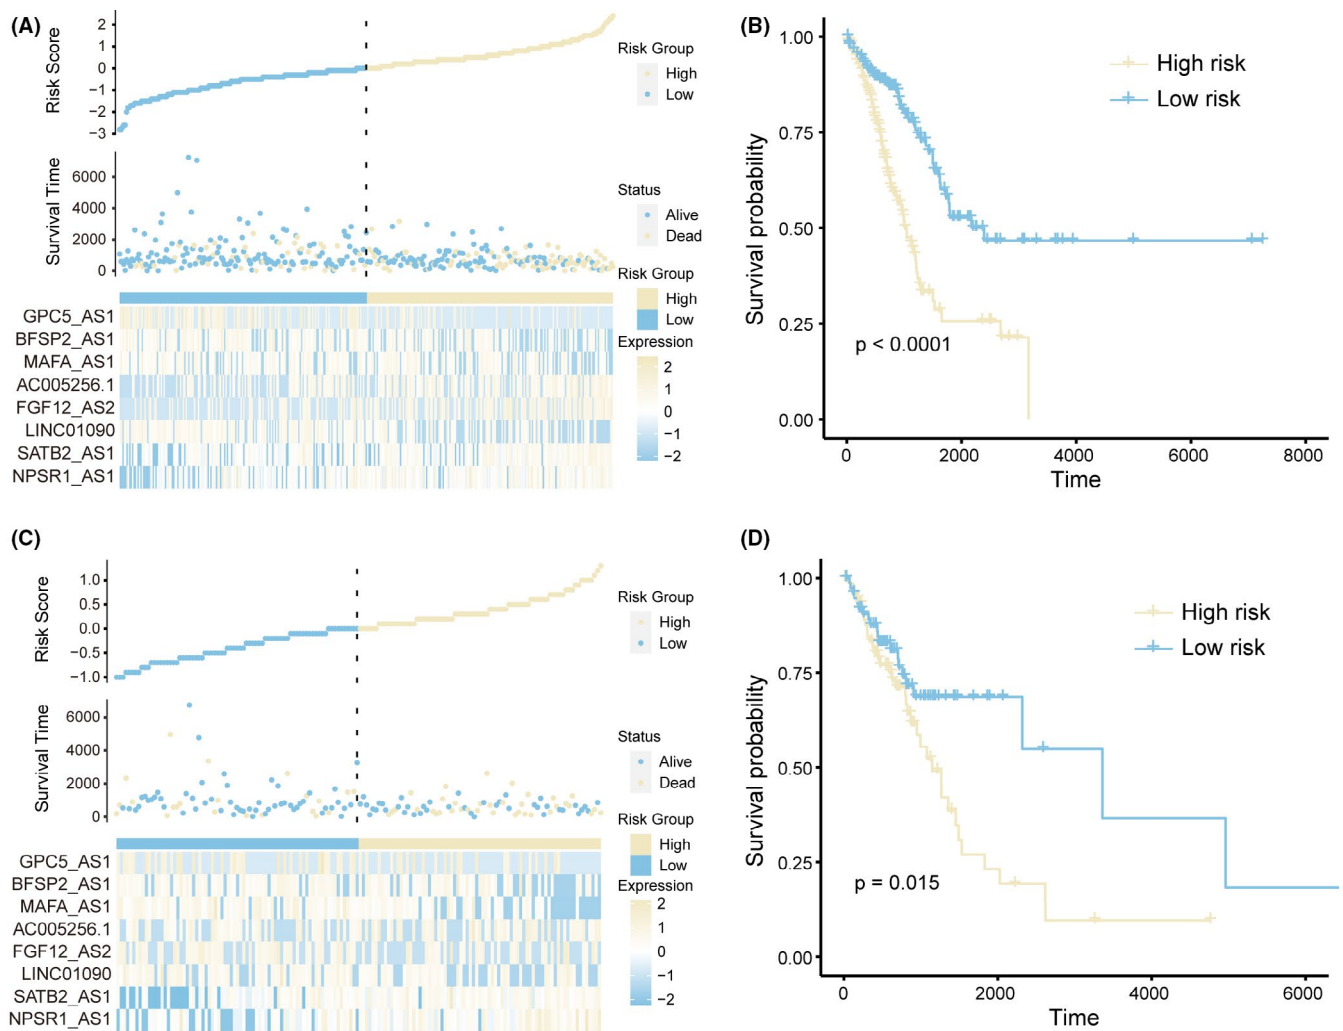 (A)
Risk Score
2
1
0
−1
−2
−3
Risk Group
High
Low
Survival Time
6000
4000
2000
0
Status
Alive
Dead
Risk Group
High
Low
Expression
2
1
0
−1
−2
GPC5_AS1
BFSP2_AS1
MAFA_AS1
AC005256.1
FGF12_AS2
LINC01090
SATB2_AS1
NPSR1_AS1
(B)
Survival probability
1.00
0.75
0.50
0.25
0.00
High risk
Low risk
p < 0.0001
0 2000 4000 6000 8000
Time
(C)
Risk Score
1.0
0.5
0.0
−0.5
−1.0
Risk Group
High
Low
Survival Time
6000
4000
2000
0
Status
Alive
Dead
Risk Group
High
Low
Expression
2
1
0
−1
−2
GPC5_AS1
BFSP2_AS1
MAFA_AS1
AC005256.1
FGF12_AS2
LINC01090
SATB2_AS1
NPSR1_AS1
(D)
Survival probability
1.00
0.75
0.50
0.25
0.00
High risk
Low risk
p = 0.015
0 2000 4000 6000
Time